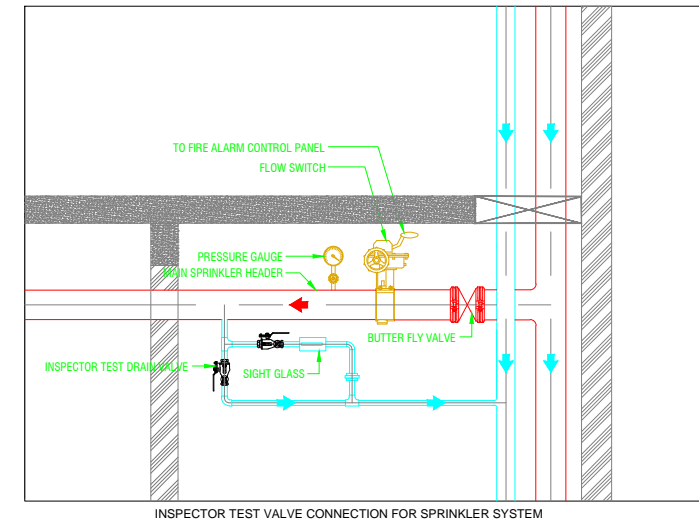 TO FIRE ALARM CONTROL PANEL
FLOW SWITCH
PRESSURE GAUGE
MAIN SPRINKLER HEADER
BUTTER FLY VALVE
INSPECTOR TEST DRAIN VALVE
SIGHT GLASS
INSPECTOR TEST VALVE CONNECTION FOR SPRINKLER SYSTEM